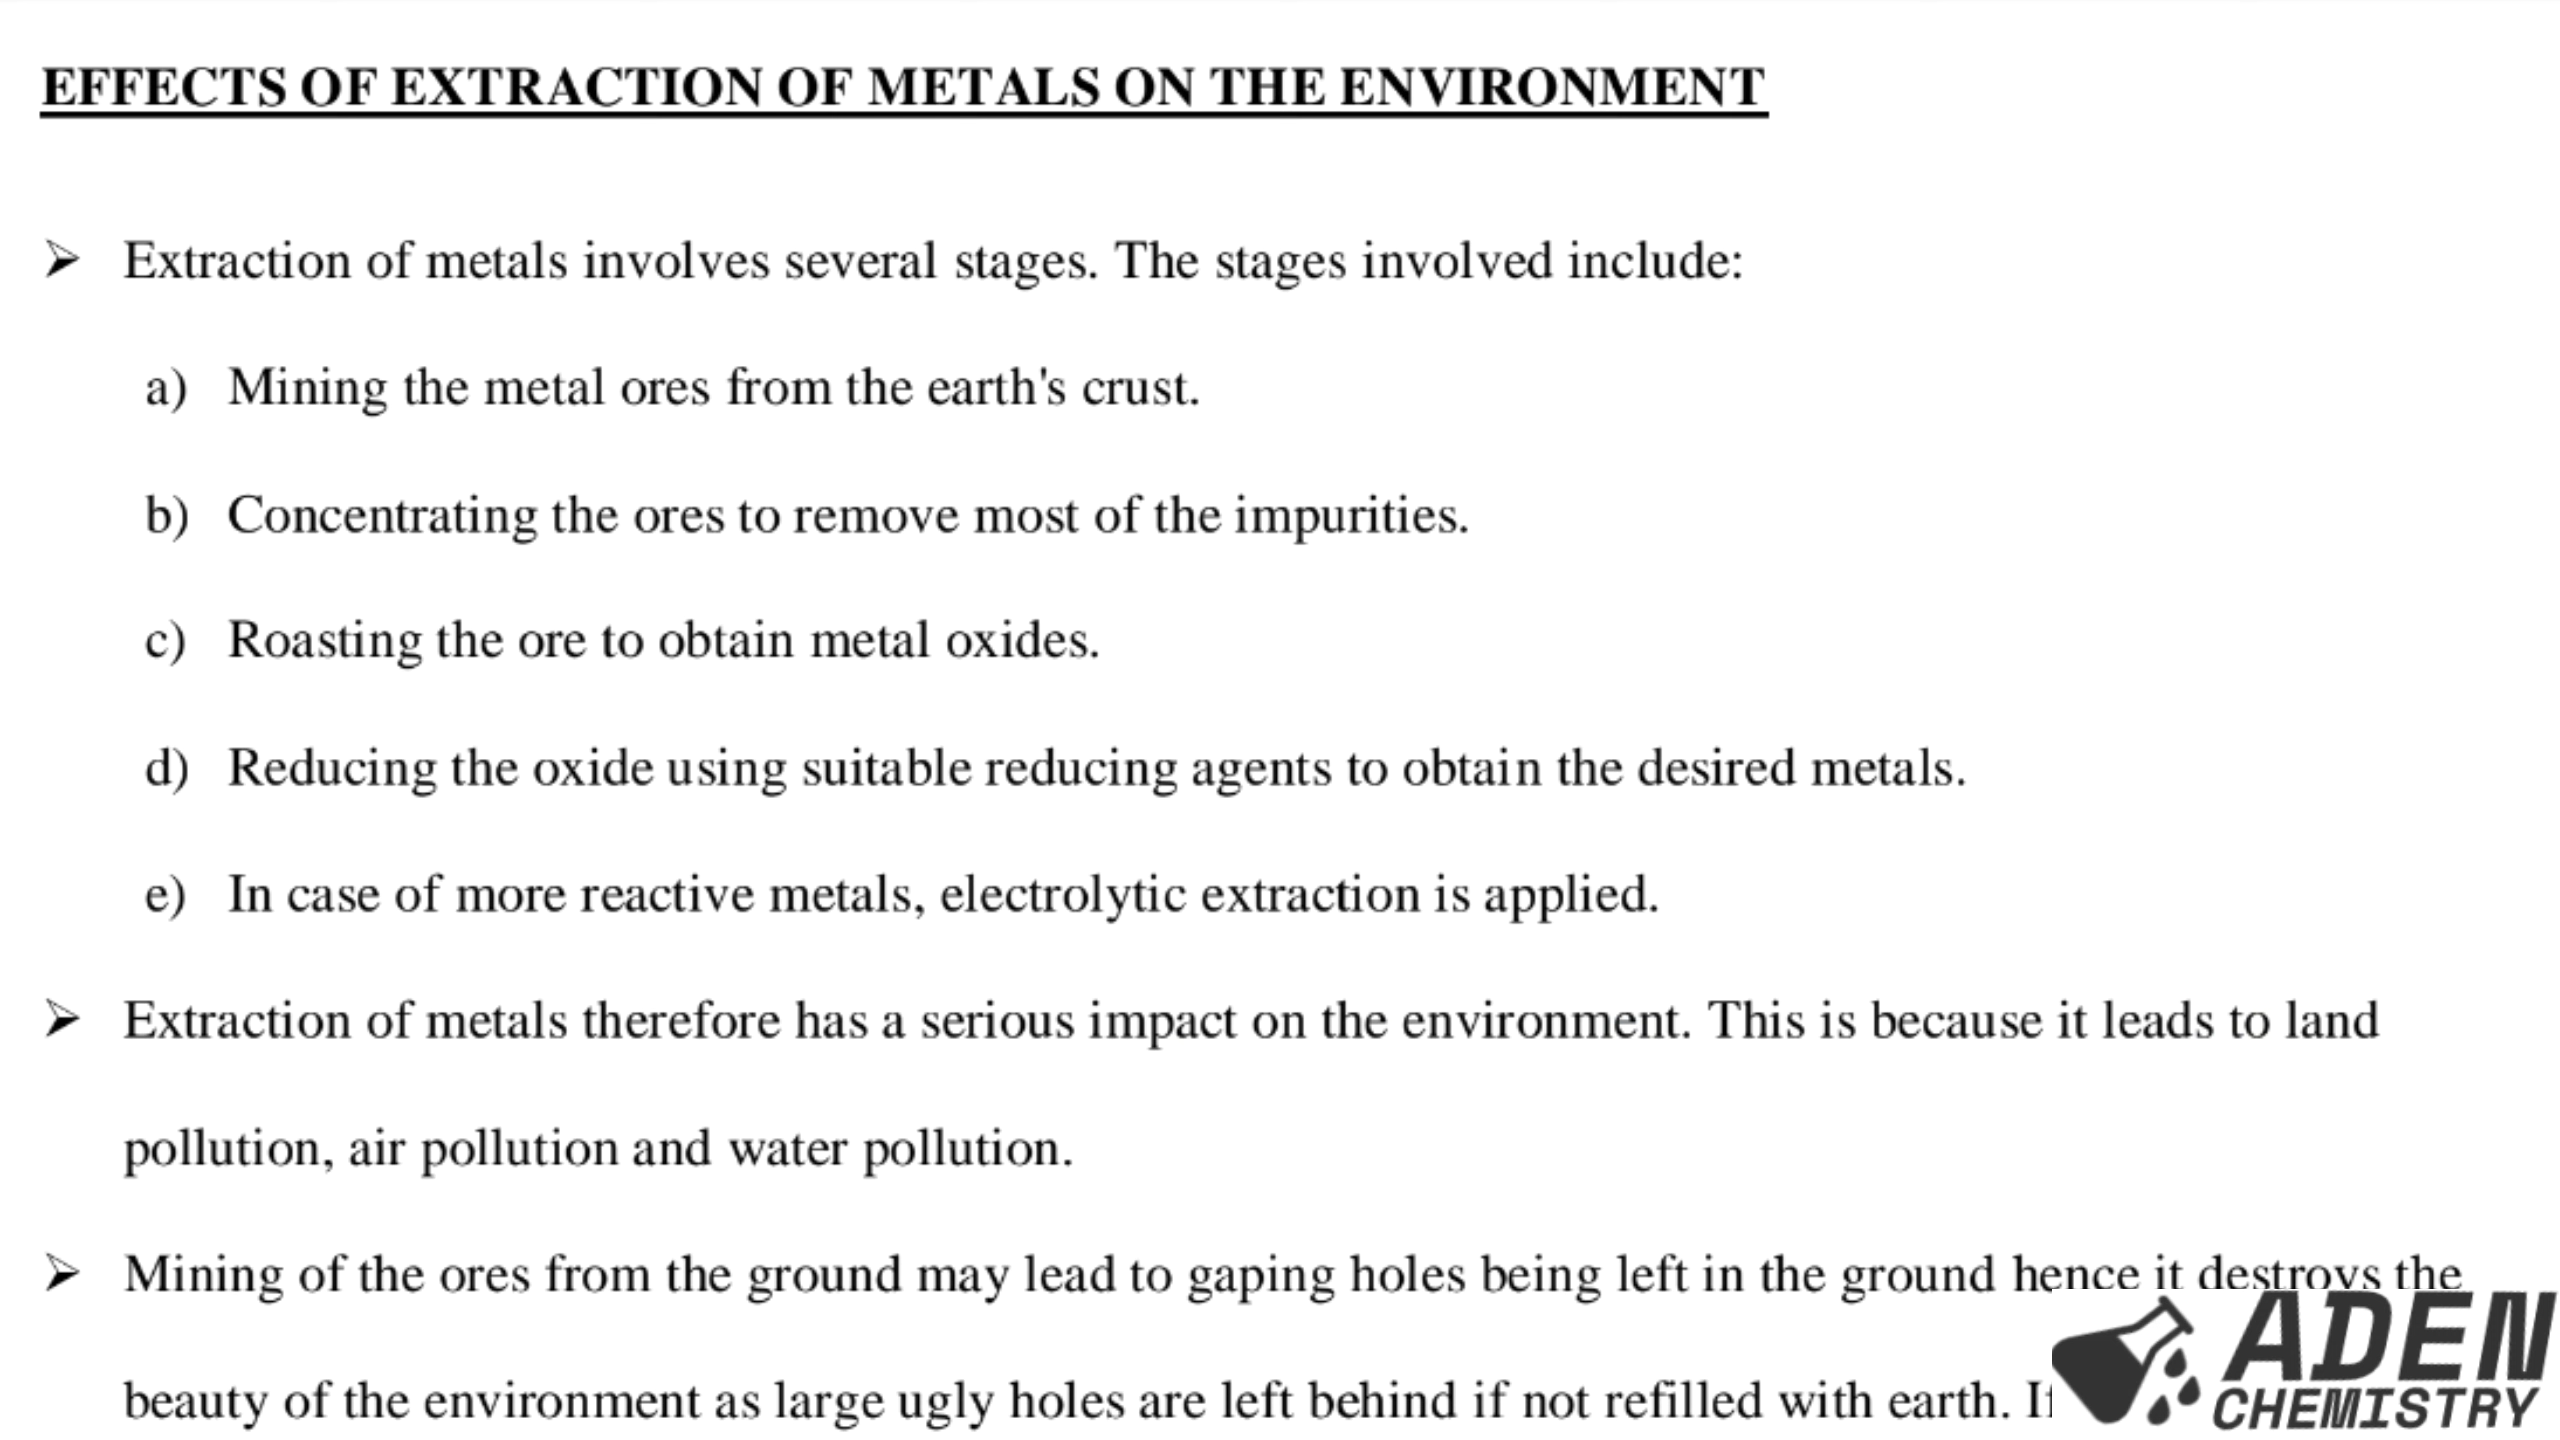 EFFECTS OF EXTRACTION OF METALS ON THE ENVIRONMENT
➢ Extraction of metals involves several stages. The stages involved include:
a) Mining the metal ores from the earth's crust.
b) Concentrating the ores to remove most of the impurities.
c) Roasting the ore to obtain metal oxides.
d) Reducing the oxide using suitable reducing agents to obtain the desired metals.
e) In case of more reactive metals, electrolytic extraction is applied.
➢ Extraction of metals therefore has a serious impact on the environment. This is because it leads to land
pollution, air pollution and water pollution.
➢ Mining of the ores from the ground may lead to gaping holes being left in the ground hence it destroys the
beauty of the environment as large ugly holes are left behind if not refilled with earth.
ADEN
CHEMISTRY